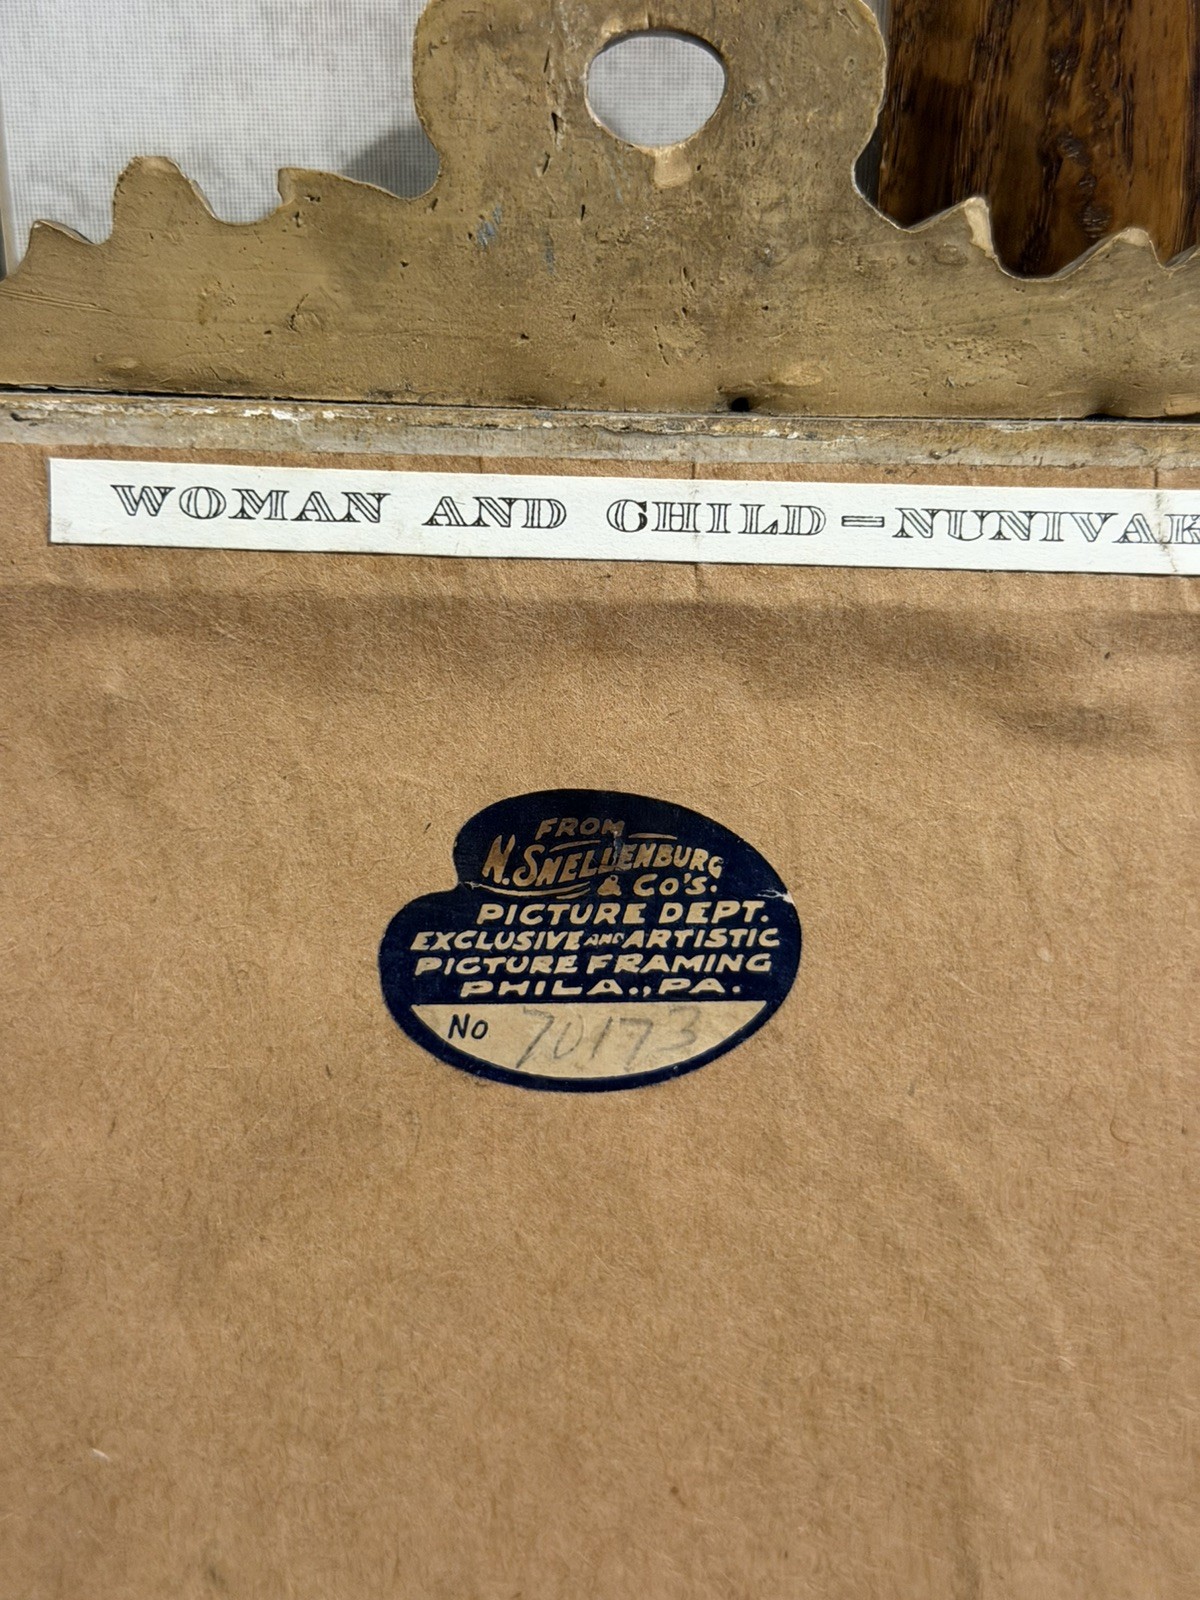 WOMAN AND CHILD - NUNIVAK
FROM
N. SNELLENBURG
& Co's.
PICTURE DEPT.
EXCLUSIVE AND ARTISTIC
PICTURE FRAMING
PHILA., PA.
No 70173